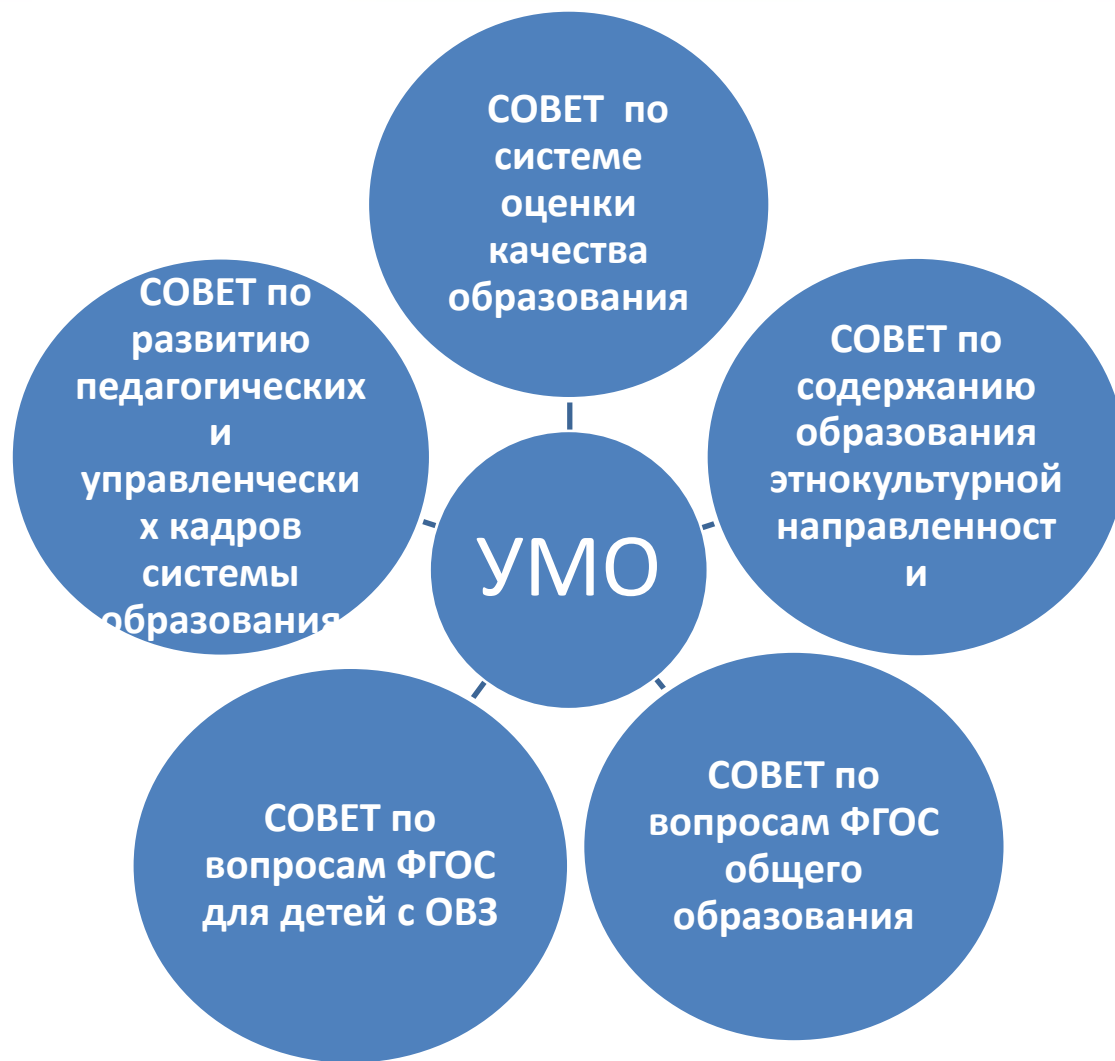 СОВЕТ по
системе
оценки
качества
образования
СОВЕТ по
развитию
педагогических
и
управленчески
х кадров
системы
образования
СОВЕТ по
содержанию
образования
этнокультурной
направленност
и
УМО
СОВЕТ по
вопросам ФГОС
для детей с ОВЗ
СОВЕТ по
вопросам ФГОС
общего
образования